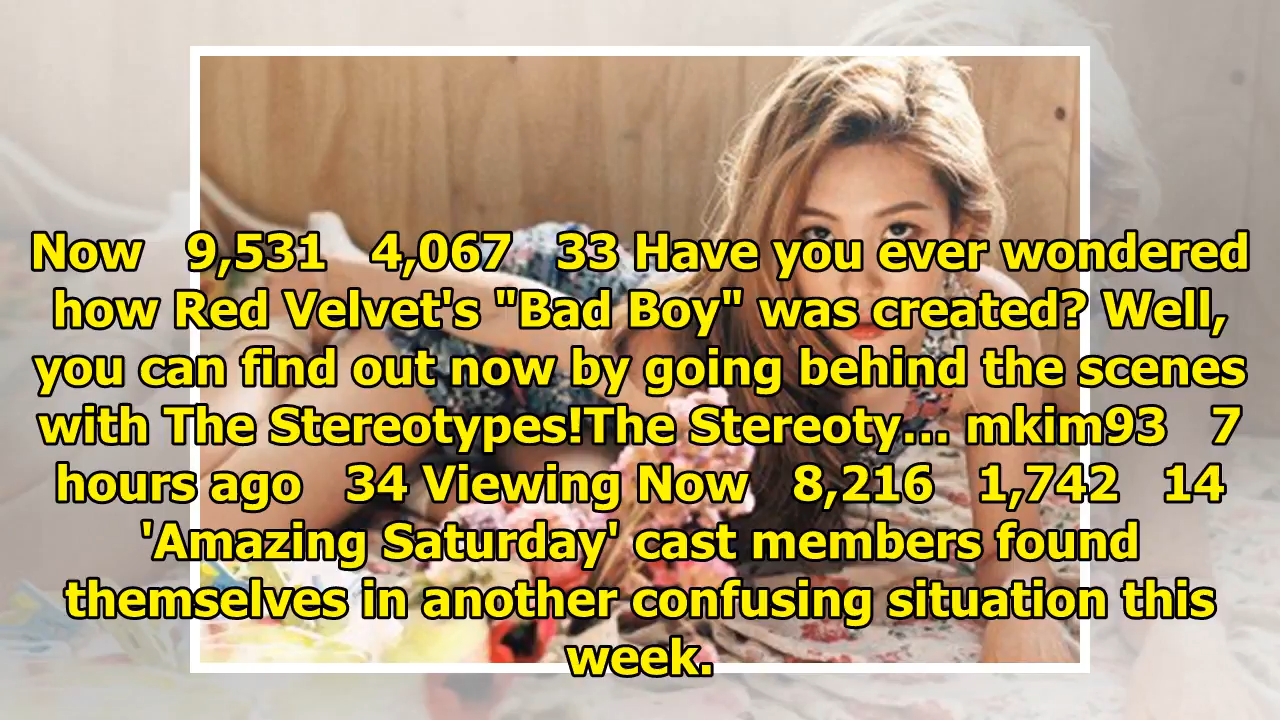 Now 9,531 4,067 33 Have you ever wondered
how Red Velvet's "Bad Boy" was created? Well,
you can find out now by going behind the scenes
with The Stereotypes!The Stereoty... mkim93 7
hours ago 34 Viewing Now 8,216 1,742 14
'Amazing Saturday' cast members found
themselves in another confusing situation this
week.